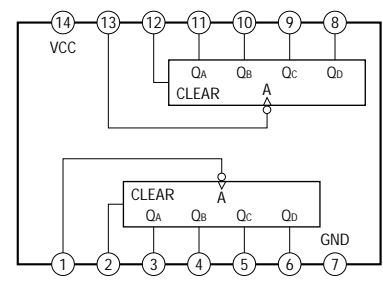 14 13 12 11 10 9 8
VCC
QA QB QC QD
CLEAR A
CLEAR A
QA QB QC QD
GND
1 2 3 4 5 6 7